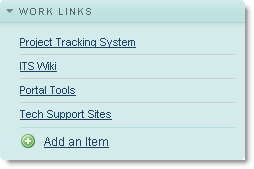 WORK LINKS
Project Tracking System
ITS Wiki
Portal Tools
Tech Support Sites
Add an Item